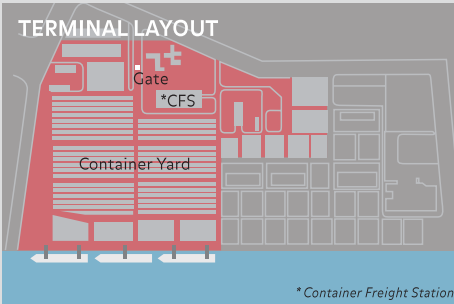 TERMINAL LAYOUT
Gate
*CFS
Container Yard
* Container Freight Station